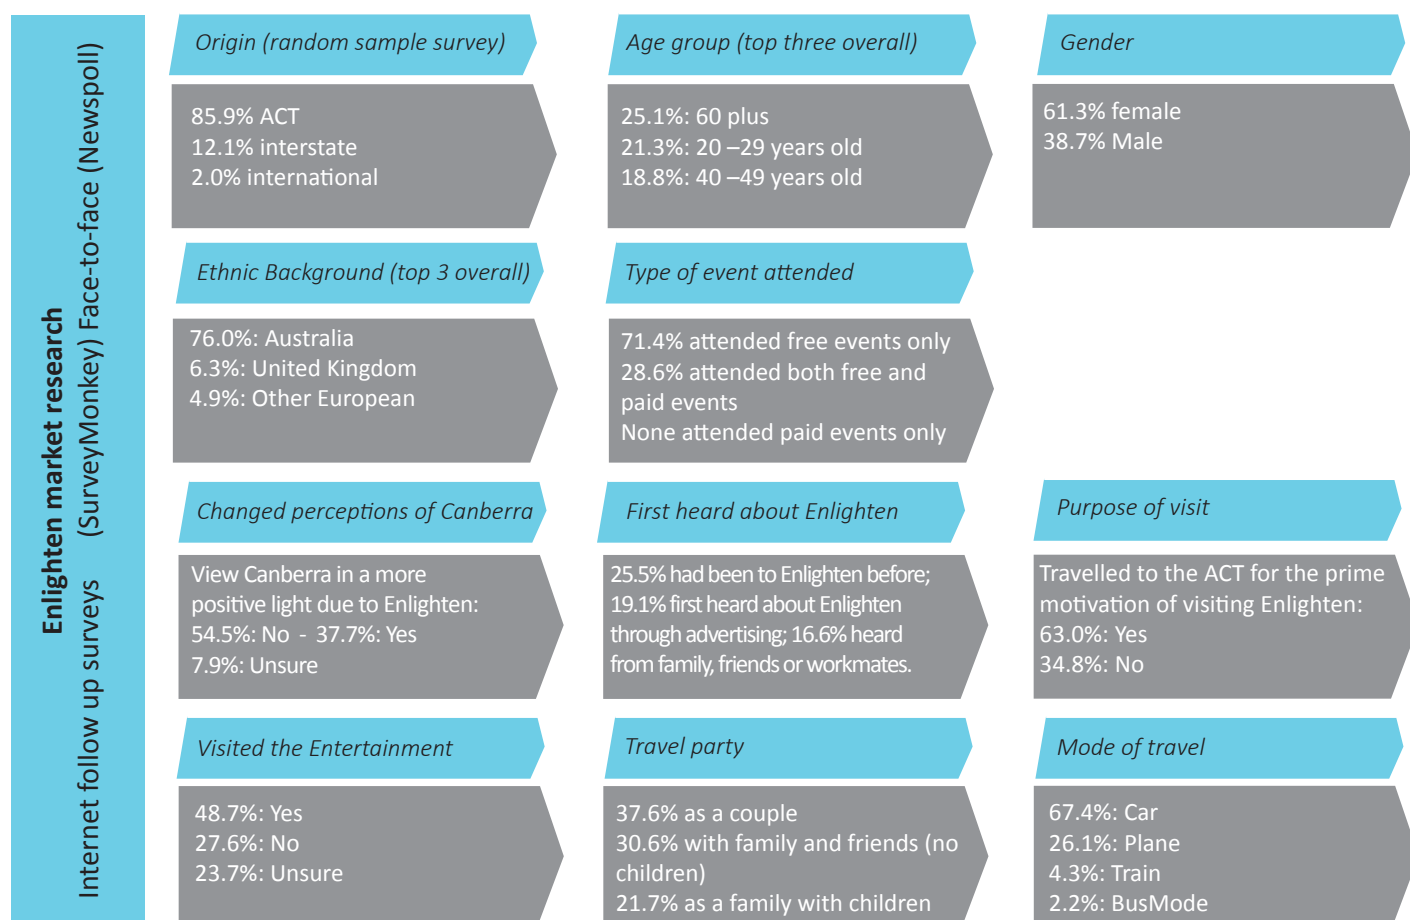 Enlighten market research
Internet follow up surveys (SurveyMonkey) Face-to-face (Newspoll)
Origin (random sample survey)
85.9% ACT
12.1% interstate
2.0% international
Age group (top three overall)
25.1%: 60 plus
21.3%: 20 –29 years old
18.8%: 40 –49 years old
Gender
61.3% female
38.7% Male
Ethnic Background (top 3 overall)
76.0%: Australia
6.3%: United Kingdom
4.9%: Other European
Type of event attended
71.4% attended free events only
28.6% attended both free and
paid events
None attended paid events only
Changed perceptions of Canberra
View Canberra in a more
positive light due to Enlighten:
54.5%: No - 37.7%: Yes
7.9%: Unsure
First heard about Enlighten
25.5% had been to Enlighten before;
19.1% first heard about Enlighten
through advertising; 16.6% heard
from family, friends or workmates.
Purpose of visit
Travelled to the ACT for the prime
motivation of visiting Enlighten:
63.0%: Yes
34.8%: No
Visited the Entertainment
48.7%: Yes
27.6%: No
23.7%: Unsure
Travel party
37.6% as a couple
30.6% with family and friends (no
children)
21.7% as a family with children
Mode of travel
67.4%: Car
26.1%: Plane
4.3%: Train
2.2%: BusMode